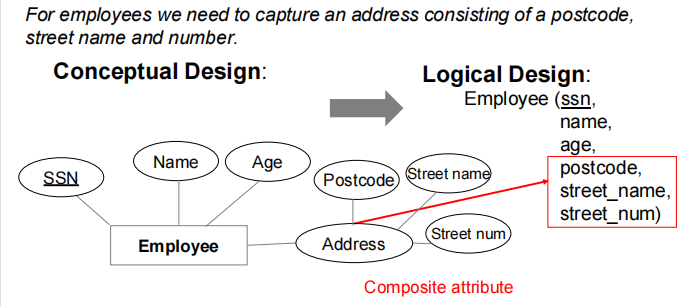 For employees we need to capture an address consisting of a postcode,
street name and number.
Conceptual Design:
Logical Design:
Employee (ssn,
name,
age,
postcode,
street_name,
street_num)
SSN
Name
Age
Postcode
Street name
Employee
Address
Street num
Composite attribute